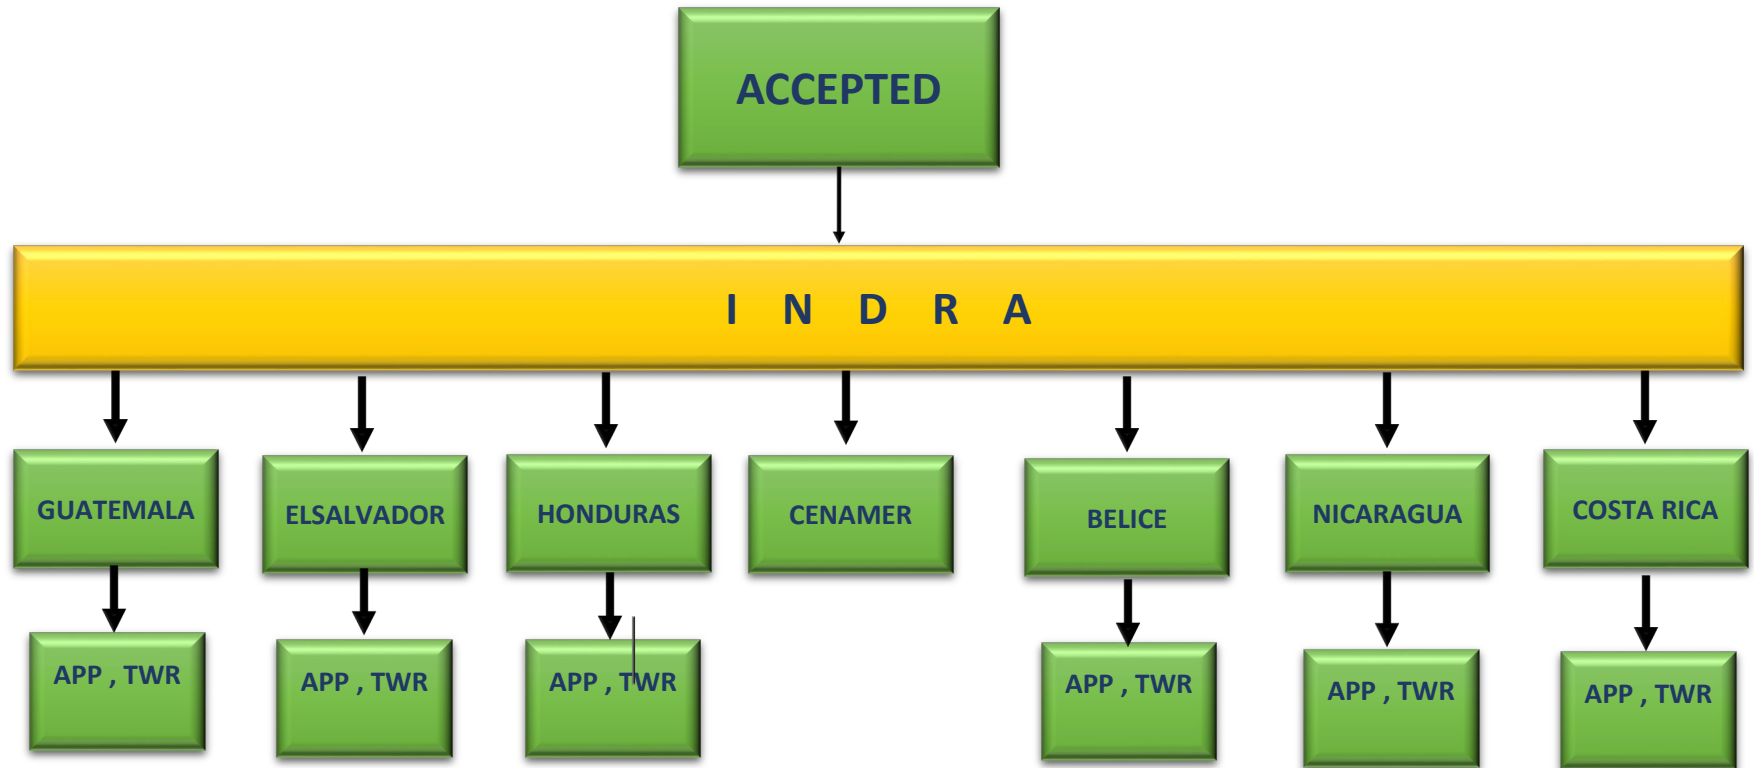 ACCEPTED
I N D R A
GUATEMALA
ELSALVADOR
HONDURAS
CENAMER
BELICE
NICARAGUA
COSTA RICA
APP , TWR
APP , TWR
APP , TWR
APP , TWR
APP , TWR
APP , TWR